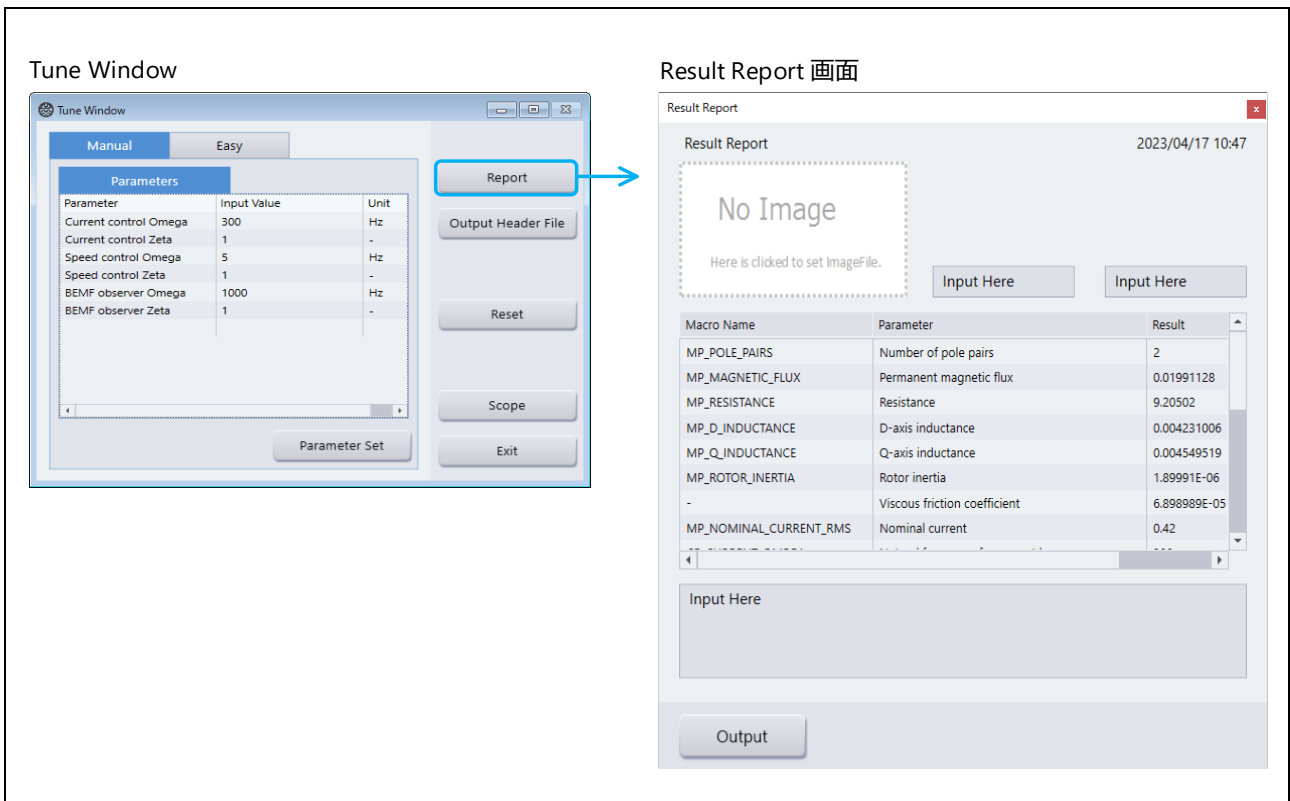 Tune Window
Tune Window
Manual
Easy
Parameters
Parameter Input Value Unit
Current control Omega 300 Hz
Current control Zeta 1 -
Speed control Omega 5 Hz
Speed control Zeta 1 -
BEMF observer Omega 1000 Hz
BEMF observer Zeta 1 -
Parameter Set
Report
Output Header File
Reset
Scope
Exit
Result Report 画面
Result Report
x
Result Report 2023/04/17 10:47
No Image
Here is clicked to set ImageFile.
Input Here
Input Here
Macro Name Parameter Result
MP_POLE_PAIRS Number of pole pairs 2
MP_MAGNETIC_FLUX Permanent magnetic flux 0.01991128
MP_RESISTANCE Resistance 9.20502
MP_D_INDUCTANCE D-axis inductance 0.004231006
MP_Q_INDUCTANCE Q-axis inductance 0.004549519
MP_ROTOR_INERTIA Rotor inertia 1.89991E-06
- Viscous friction coefficient 6.898989E-05
MP_NOMINAL_CURRENT_RMS Nominal current 0.42
Input Here
Output